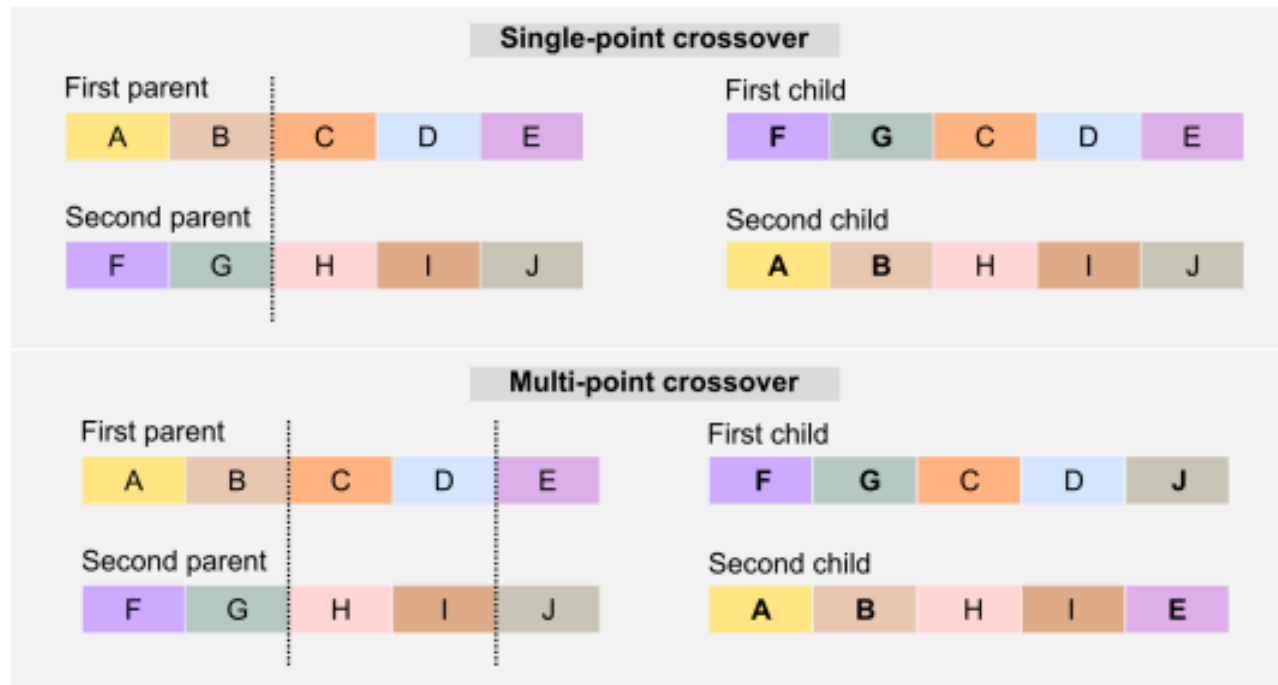 Single-point crossover
First parent
A B C D E
Second parent
F G H I J
First child
F G C D E
Second child
A B H I J
Multi-point crossover
First parent
A B C D E
Second parent
F G H I J
First child
F G C D J
Second child
A B H I E